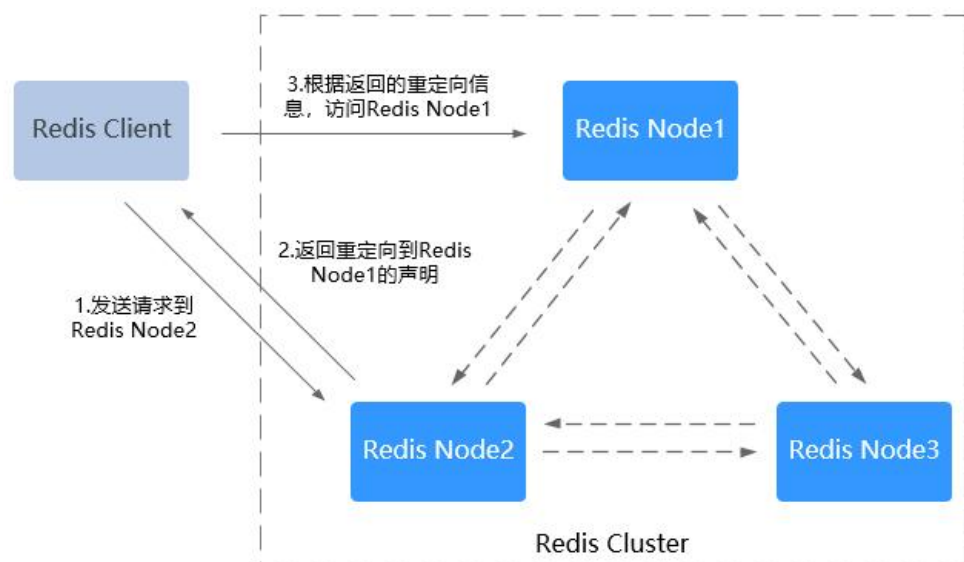 3.根据返回的重定向信
息，访问Redis Node1
Redis Client
Redis Node1
2.返回重定向到Redis
Node1的声明
1.发送请求到
Redis Node2
Redis Node2
Redis Node3
Redis Cluster